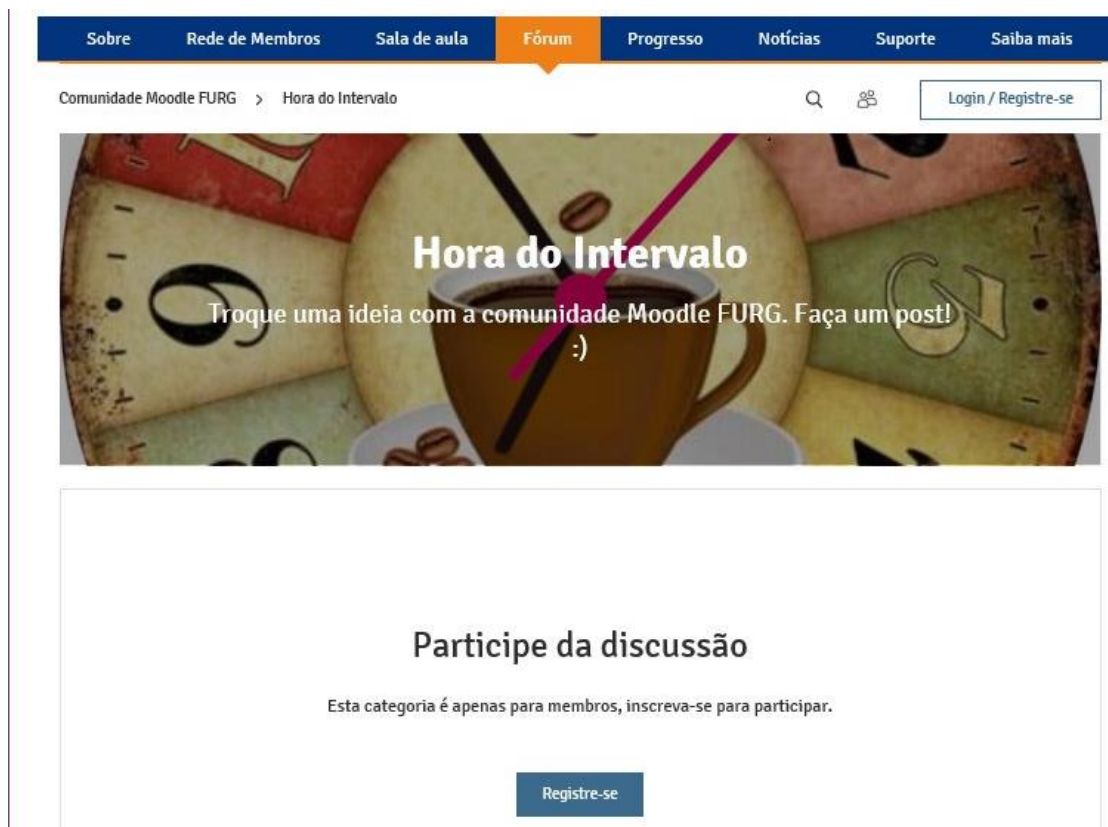 Sobre Rede de Membros Sala de aula Fórum Progresso Notícias Suporte Saiba mais
Comunidade Moodle FURG > Hora do Intervalo Login / Registre-se
Hora do Intervalo
Troque uma ideia com a comunidade Moodle FURG. Faça um post!
:)
Participe da discussão
Esta categoria é apenas para membros, inscreva-se para participar.
Registre-se